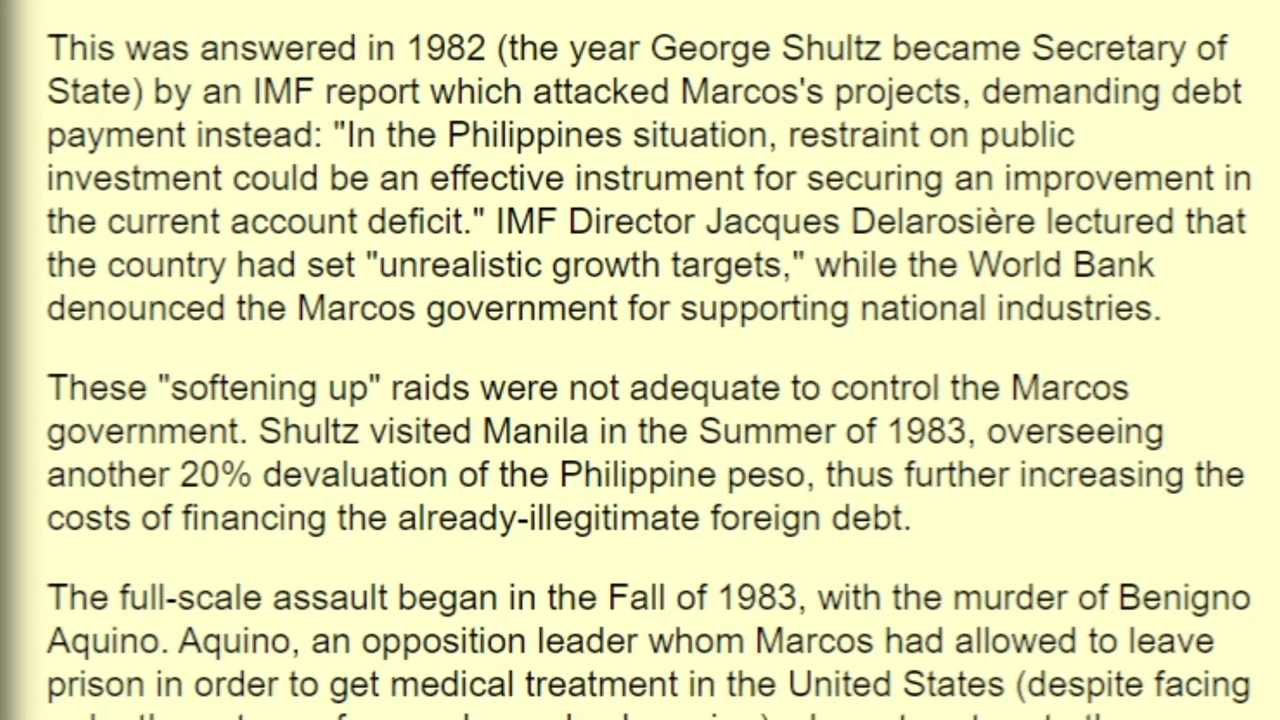 This was answered in 1982 (the year George Shultz became Secretary of
State) by an IMF report which attacked Marcos's projects, demanding debt
payment instead: "In the Philippines situation, restraint on public
investment could be an effective instrument for securing an improvement in
the current account deficit." IMF Director Jacques Delarosière lectured that
the country had set "unrealistic growth targets," while the World Bank
denounced the Marcos government for supporting national industries.
These "softening up" raids were not adequate to control the Marcos
government. Shultz visited Manila in the Summer of 1983, overseeing
another 20% devaluation of the Philippine peso, thus further increasing the
costs of financing the already-illegitimate foreign debt.
The full-scale assault began in the Fall of 1983, with the murder of Benigno
Aquino. Aquino, an opposition leader whom Marcos had allowed to leave
prison in order to get medical treatment in the United States (despite facing